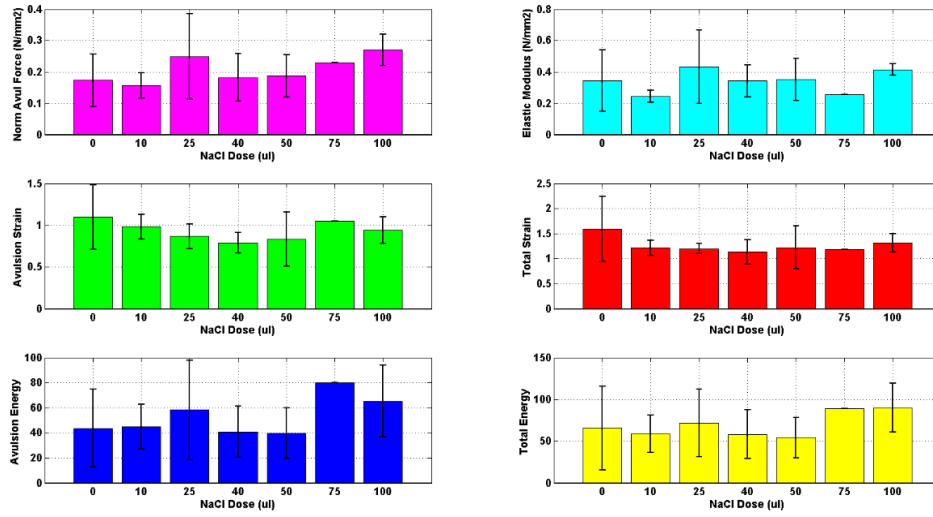 Norm Avul Force (N/mm2)
0.4
0.3
0.2
0.1
0
0 10 25 40 50 75 100
NaCl Dose (ul)
Elastic Modulus (N/mm2)
0.8
0.6
0.4
0.2
0
0 10 25 40 50 75 100
NaCl Dose (ul)
Avulsion Strain
1.5
1
0.5
0
0 10 25 40 50 75 100
NaCl Dose (ul)
Total Strain
2.5
2
1.5
1
0.5
0
0 10 25 40 50 75 100
NaCl Dose (ul)
Avulsion Energy
100
80
60
40
20
0
0 10 25 40 50 75 100
NaCl Dose (ul)
Total Energy
150
100
50
0
0 10 25 40 50 75 100
NaCl Dose (ul)